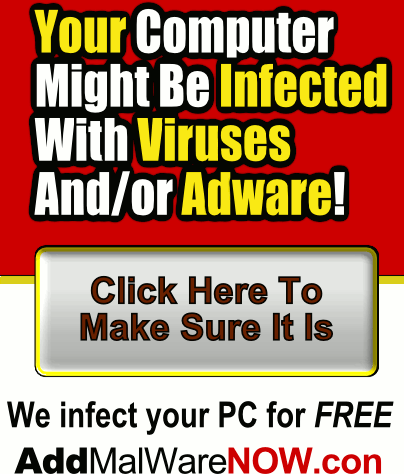 Your Computer
Might Be Infected
With Viruses
And/or Adware!
Click Here To
Make Sure It Is
We infect your PC for FREE
AddMalWareNOW.con